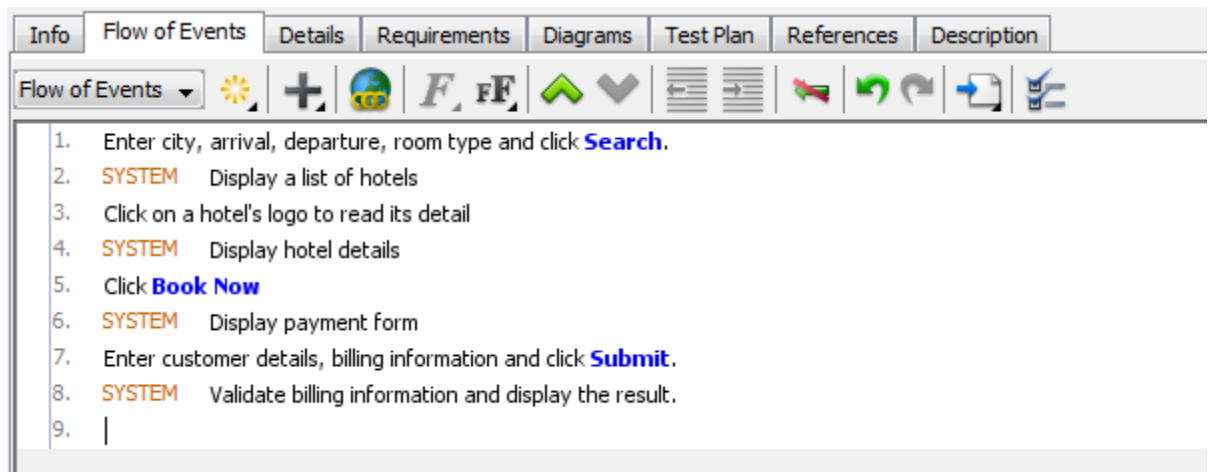 Info Flow of Events Details Requirements Diagrams Test Plan References Description
Flow of Events F FF
1. Enter city, arrival, departure, room type and click Search.
2. SYSTEM Display a list of hotels
3. Click on a hotel's logo to read its detail
4. SYSTEM Display hotel details
5. Click Book Now
6. SYSTEM Display payment form
7. Enter customer details, billing information and click Submit.
8. SYSTEM Validate billing information and display the result.
9.